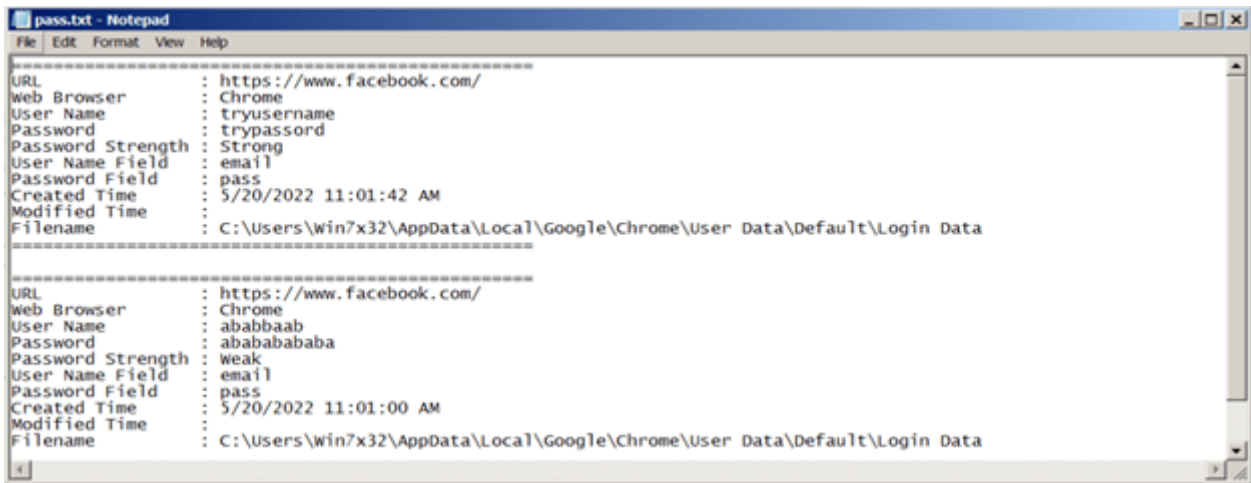 pass.txt - Notepad
File Edit Format View Help
==================================================
URL : https://www.facebook.com/
Web Browser : Chrome
User Name : tryusername
Password : trypassord
Password Strength : Strong
User Name Field : email
Password Field : pass
Created Time : 5/20/2022 11:01:42 AM
Modified Time :
Filename : C:\Users\Win7x32\AppData\Local\Google\Chrome\User Data\Default\Login Data
==================================================
==================================================
URL : https://www.facebook.com/
Web Browser : Chrome
User Name : ababbaab
Password : abababababa
Password Strength : Weak
User Name Field : email
Password Field : pass
Created Time : 5/20/2022 11:01:00 AM
Modified Time :
Filename : C:\Users\Win7x32\AppData\Local\Google\Chrome\User Data\Default\Login Data